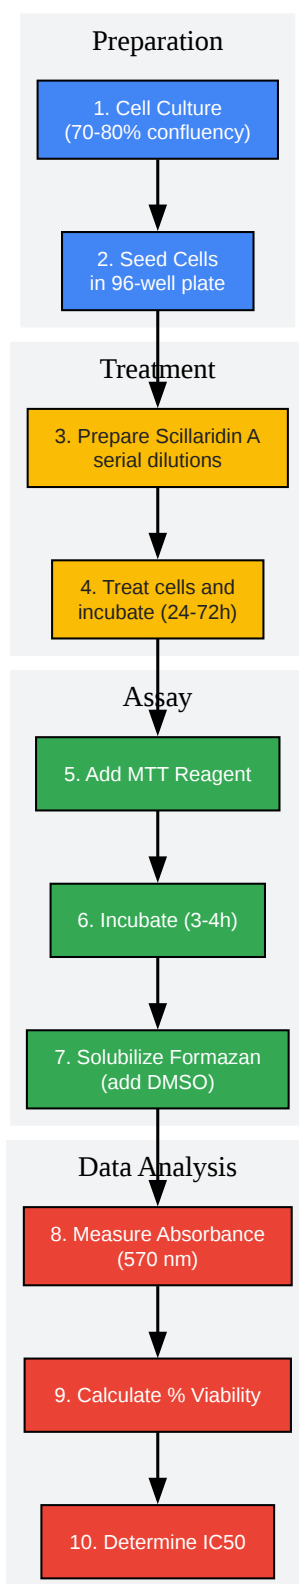 Preparation
1. Cell Culture
(70-80% confluency)
2. Seed Cells
in 96-well plate
Treatment
3. Prepare Scillaridin A
serial dilutions
4. Treat cells and
incubate (24-72h)
Assay
5. Add MTT Reagent
6. Incubate (3-4h)
7. Solubilize Formazan
(add DMSO)
Data Analysis
8. Measure Absorbance
(570 nm)
9. Calculate % Viability
10. Determine IC50